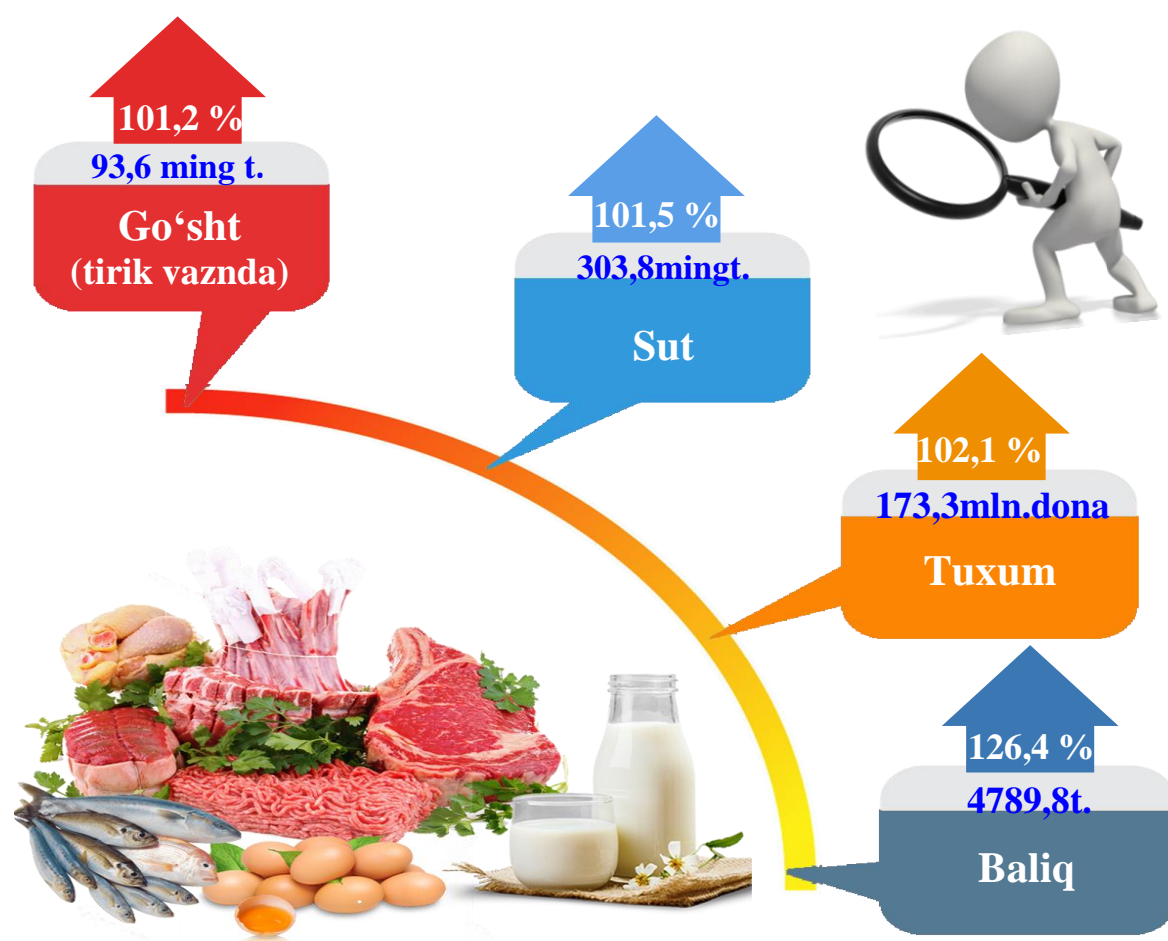 101,2 %
93,6 ming t.
Go‘sht
(tirik vaznda)
101,5 %
303,8mingt.
Sut
102,1 %
173,3mln.dona
Tuxum
126,4 %
4789,8t.
Baliq